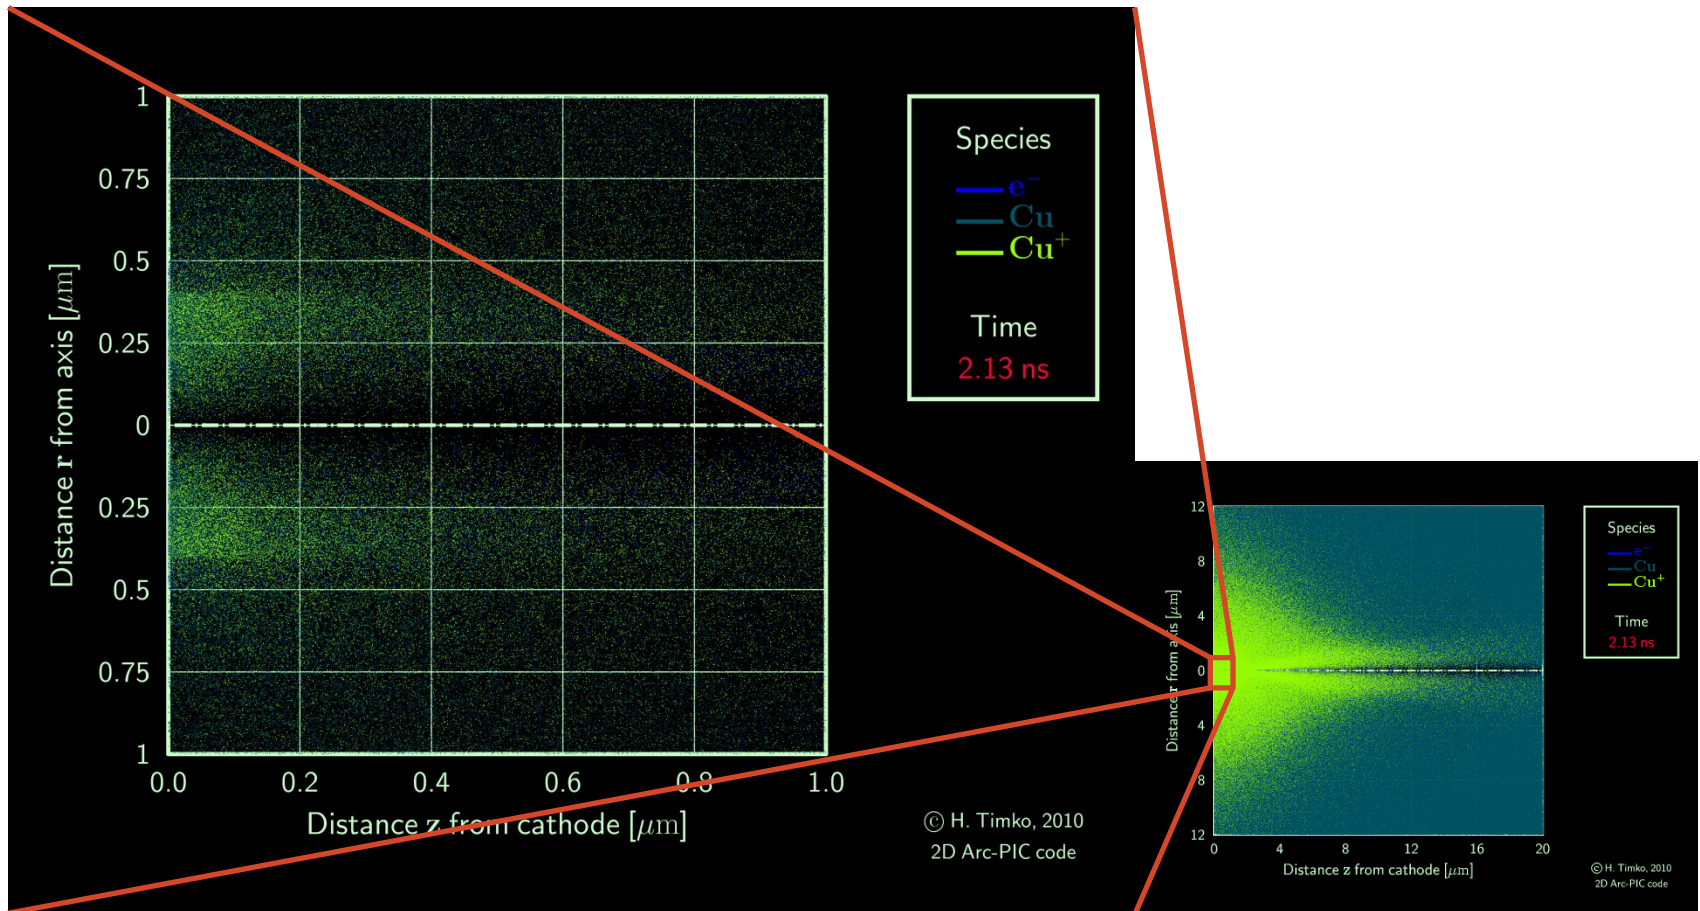 1
0.75
0.5
0.25
0
0.25
0.5
0.75
1
Distance r from axis [μm]
0.0 0.2 0.4 0.6 0.8 1.0
Distance z from cathode [μm]
Species
e⁻
Cu
Cu⁺
Time
2.13 ns
© H. Timko, 2010
2D Arc-PIC code
12
8
4
0
4
8
12
Distance r from axis [μm]
0 4 8 12 16 20
Distance z from cathode [μm]
Species
e⁻
Cu
Cu⁺
Time
2.13 ns
© H. Timko, 2010
2D Arc-PIC code